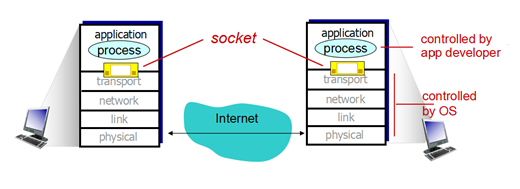 application
process
transport
network
link
physical
socket
Internet
application
process
transport
network
link
physical
controlled by
app developer
controlled
by OS